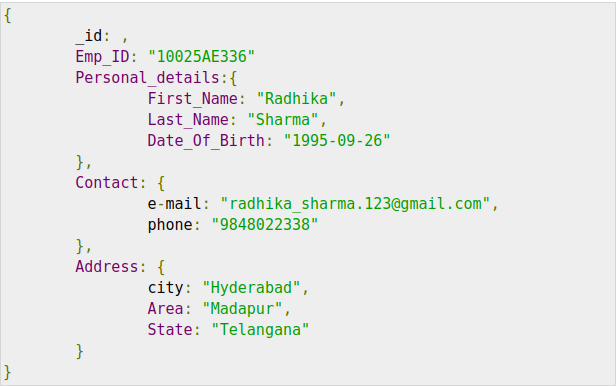 {
	_id: ,
	Emp_ID: "10025AE336"
	Personal_details:{
		First_Name: "Radhika",
		Last_Name: "Sharma",
		Date_Of_Birth: "1995-09-26"
	},
	Contact: {
		e-mail: "radhika_sharma.123@gmail.com",
		phone: "9848022338"
	},
	Address: {
		city: "Hyderabad",
		Area: "Madapur",
		State: "Telangana"
	}
}